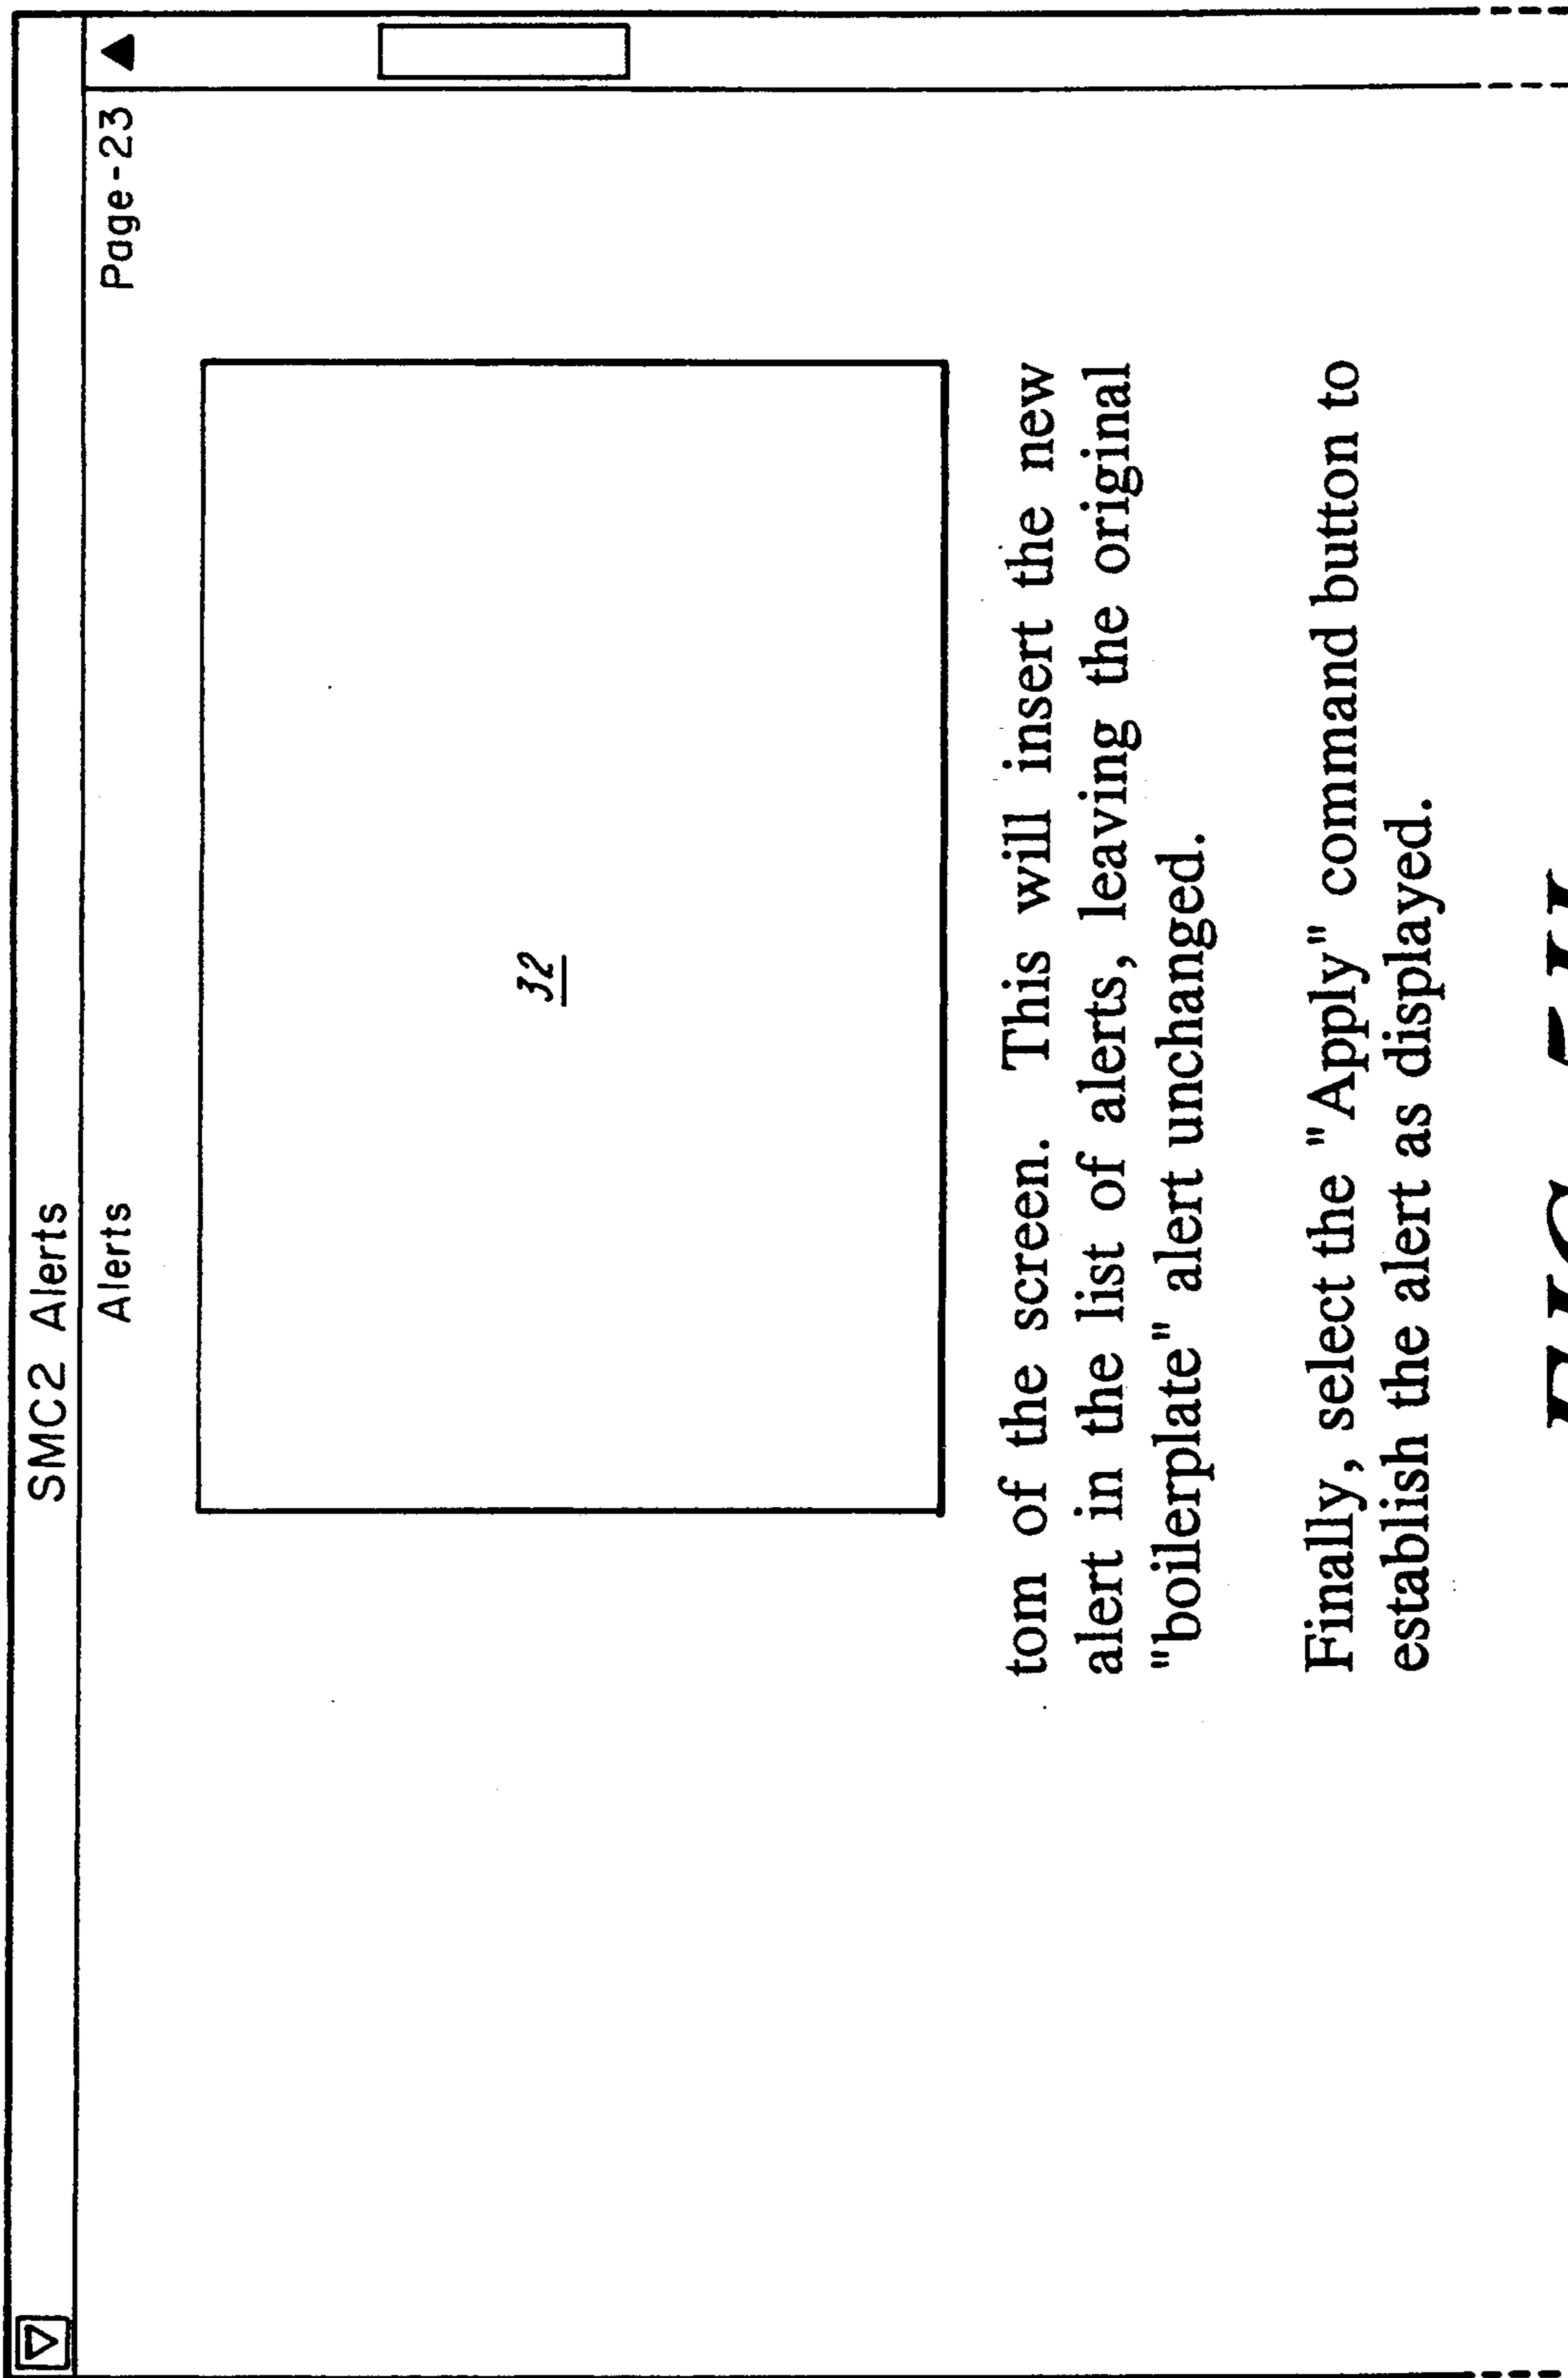 SMC2 Alerts
Alerts Page-23
32
tom of the screen. This will insert the new
alert in the list of alerts, leaving the original
"boilerplate" alert unchanged.
Finally, select the "Apply" command button to
establish the alert as displayed.